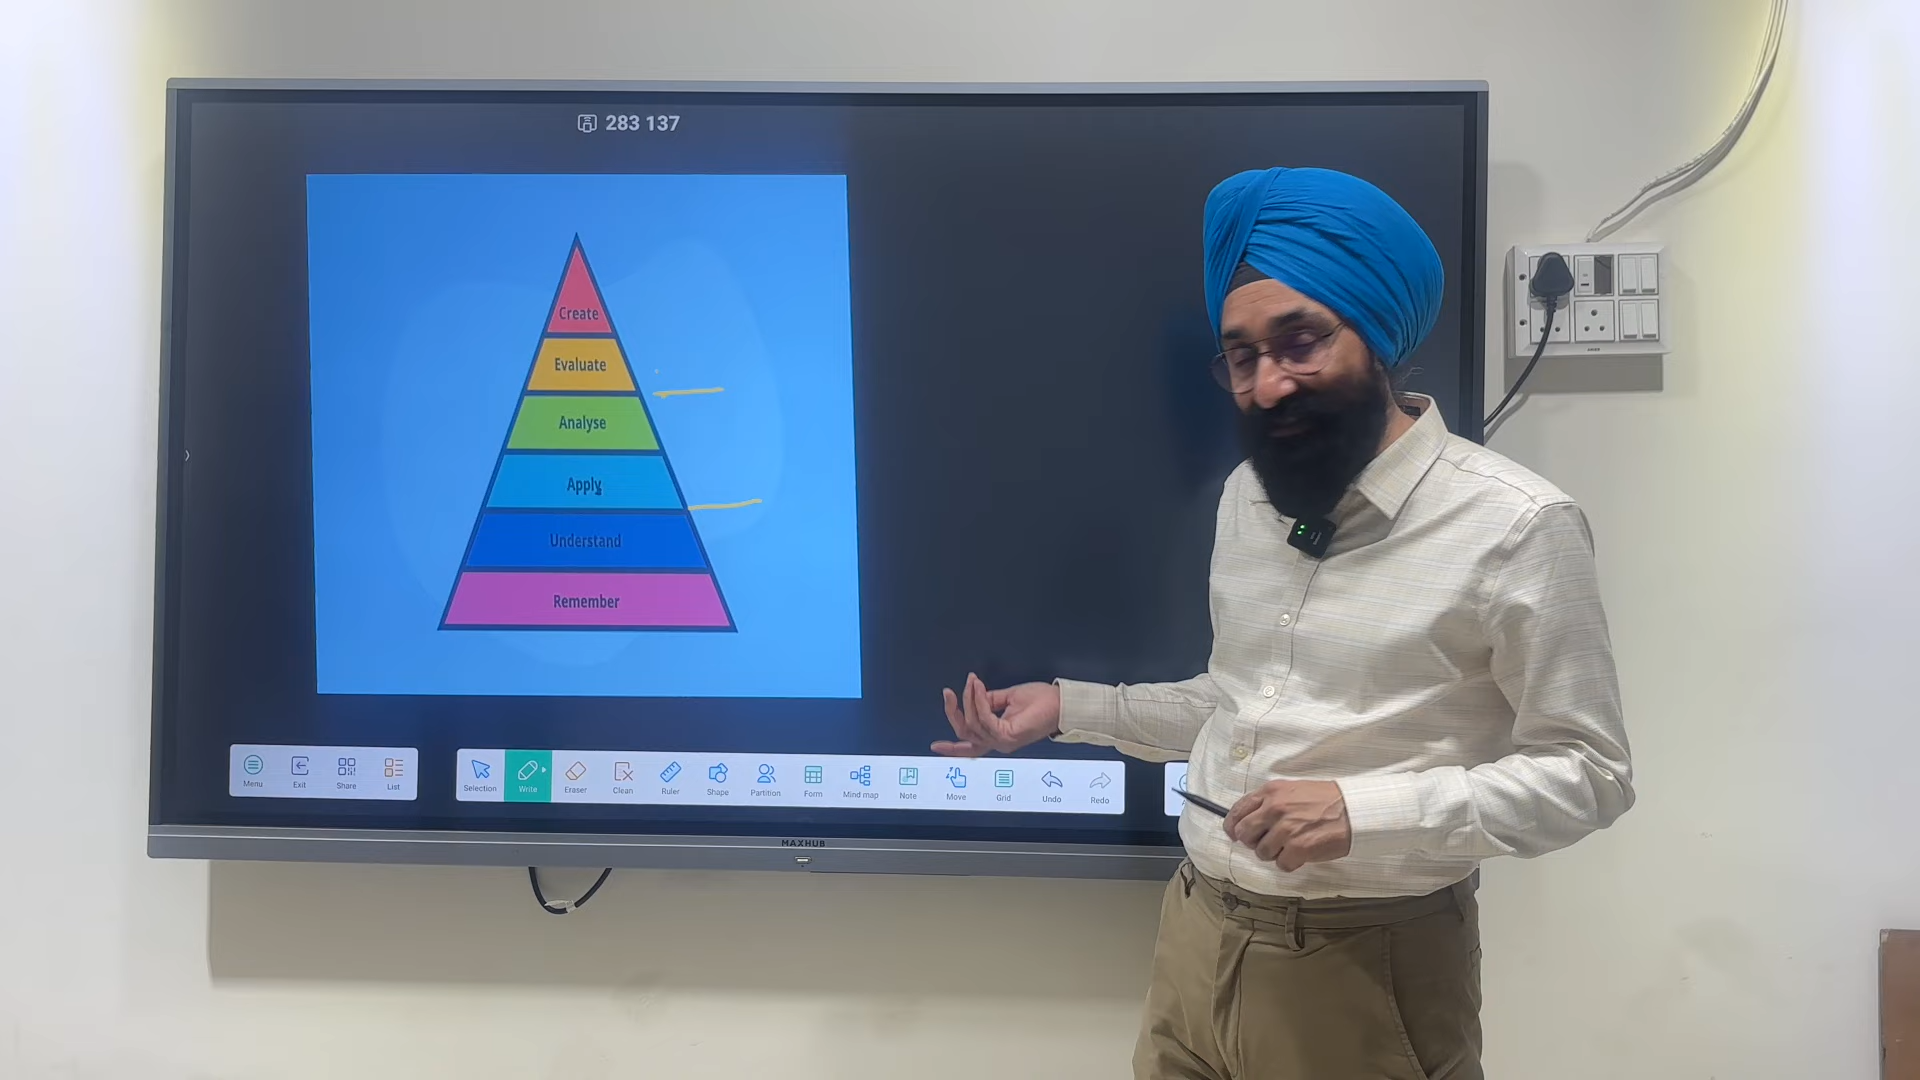 283 137
Create
Evaluate
Analyse
Apply
Understand
Remember
Menu
Exit
Share
List
Selection
Write
Eraser
Clean
Ruler
Shape
Partition
Form
Mind map
Note
Move
Grid
Undo
Redo
MAXHUB